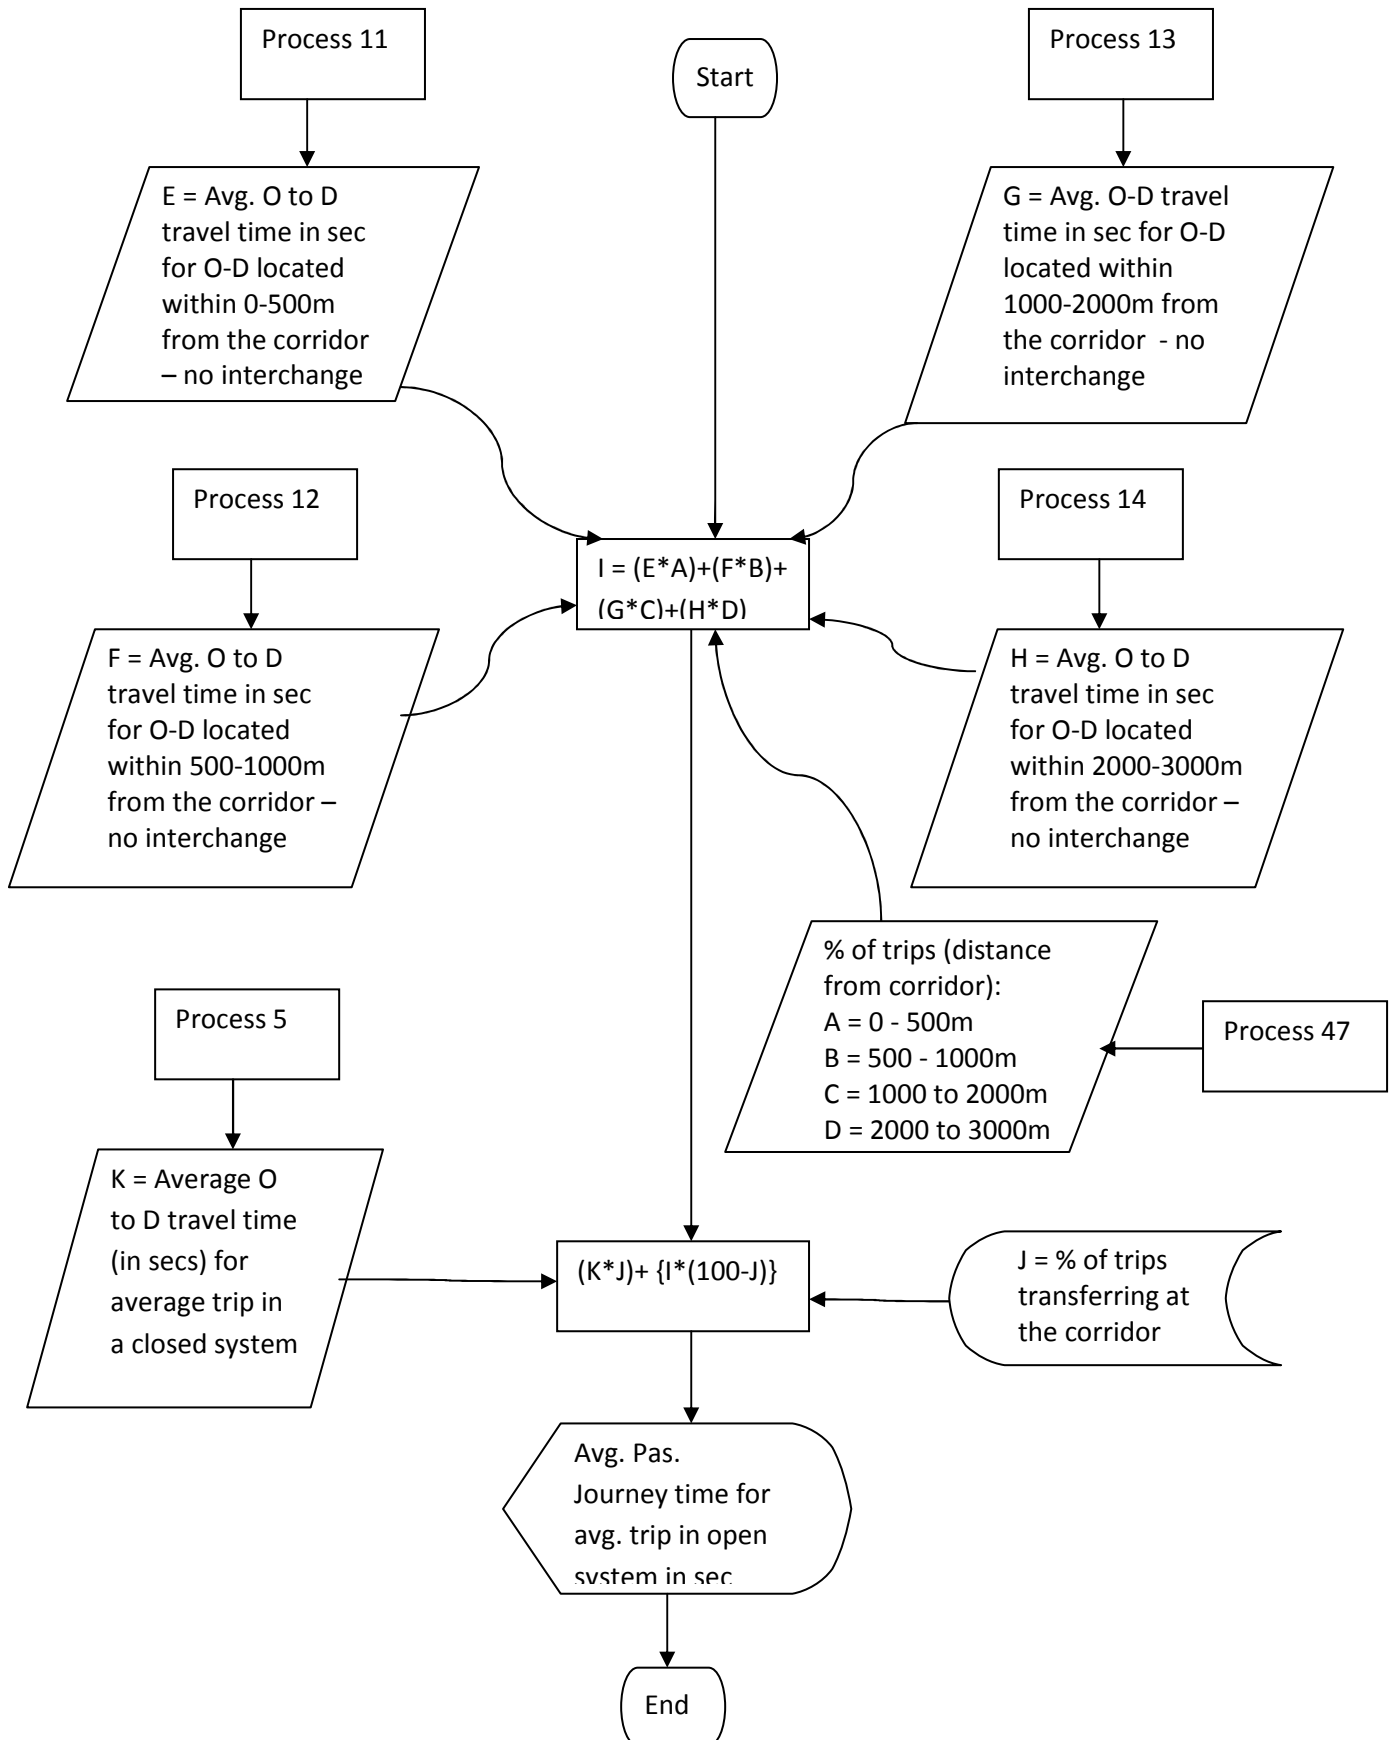 Process 11
Start
Process 13
E = Avg. O to D
travel time in sec
for O-D located
within 0-500m
from the corridor
– no interchange
G = Avg. O-D travel
time in sec for O-D
located within
1000-2000m from
the corridor - no
interchange
Process 12
Process 14
I = (E*A)+(F*B)+
(G*C)+(H*D)
F = Avg. O to D
travel time in sec
for O-D located
within 500-1000m
from the corridor –
no interchange
H = Avg. O to D
travel time in sec
for O-D located
within 2000-3000m
from the corridor –
no interchange
% of trips (distance
from corridor):
A = 0 - 500m
B = 500 - 1000m
C = 1000 to 2000m
D = 2000 to 3000m
Process 47
Process 5
K = Average O
to D travel time
(in secs) for
average trip in
a closed system
(K*J)+ {I*(100-J)}
J = % of trips
transferring at
the corridor
Avg. Pas.
Journey time for
avg. trip in open
system in sec
End